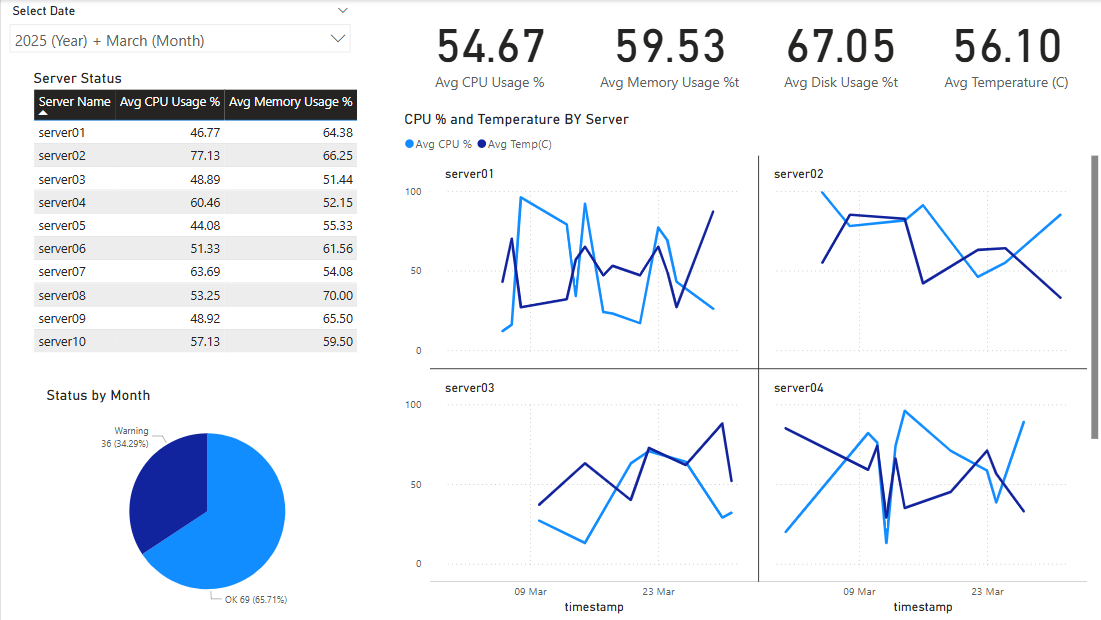 Select Date
2025 (Year) + March (Month)
54.67
Avg CPU Usage %
59.53
Avg Memory Usage %t
67.05
Avg Disk Usage %t
56.10
Avg Temperature (C)
Server Status
Server Name Avg CPU Usage % Avg Memory Usage %
server01 46.77 64.38
server02 77.13 66.25
server03 48.89 51.44
server04 60.46 52.15
server05 44.08 55.33
server06 51.33 61.56
server07 63.69 54.08
server08 53.25 70.00
server09 48.92 65.50
server10 57.13 59.50
Status by Month
Warning
36 (34.29%)
OK 69 (65.71%)
CPU % and Temperature BY Server
Avg CPU % Avg Temp(C)
server01
server02
100
50
0
server03
server04
100
50
0
09 Mar 23 Mar
timestamp
09 Mar 23 Mar
timestamp